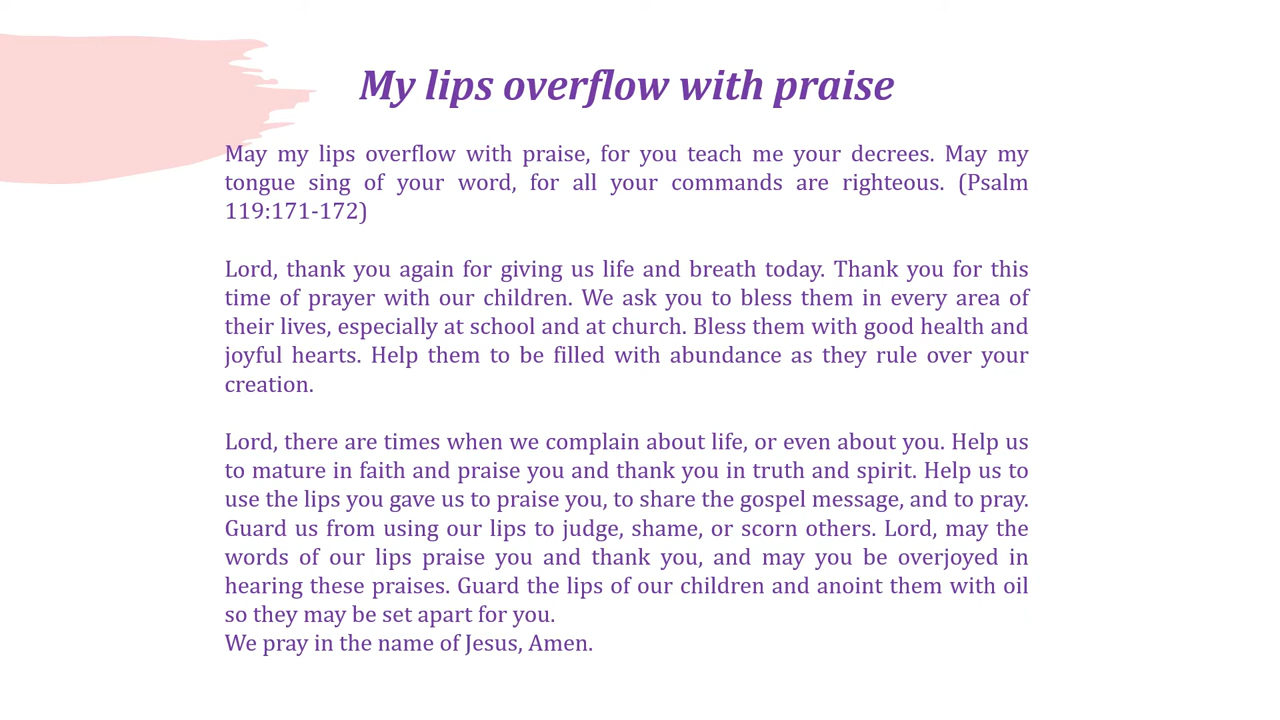 My lips overflow with praise
May my lips overflow with praise, for you teach me your decrees. May my
tongue sing of your word, for all your commands are righteous. (Psalm
119:171-172)
Lord, thank you again for giving us life and breath today. Thank you for this
time of prayer with our children. We ask you to bless them in every area of
their lives, especially at school and at church. Bless them with good health and
joyful hearts. Help them to be filled with abundance as they rule over your
creation.
Lord, there are times when we complain about life, or even about you. Help us
to mature in faith and praise you and thank you in truth and spirit. Help us to
use the lips you gave us to praise you, to share the gospel message, and to pray.
Guard us from using our lips to judge, shame, or scorn others. Lord, may the
words of our lips praise you and thank you, and may you be overjoyed in
hearing these praises. Guard the lips of our children and anoint them with oil
so they may be set apart for you.
We pray in the name of Jesus, Amen.